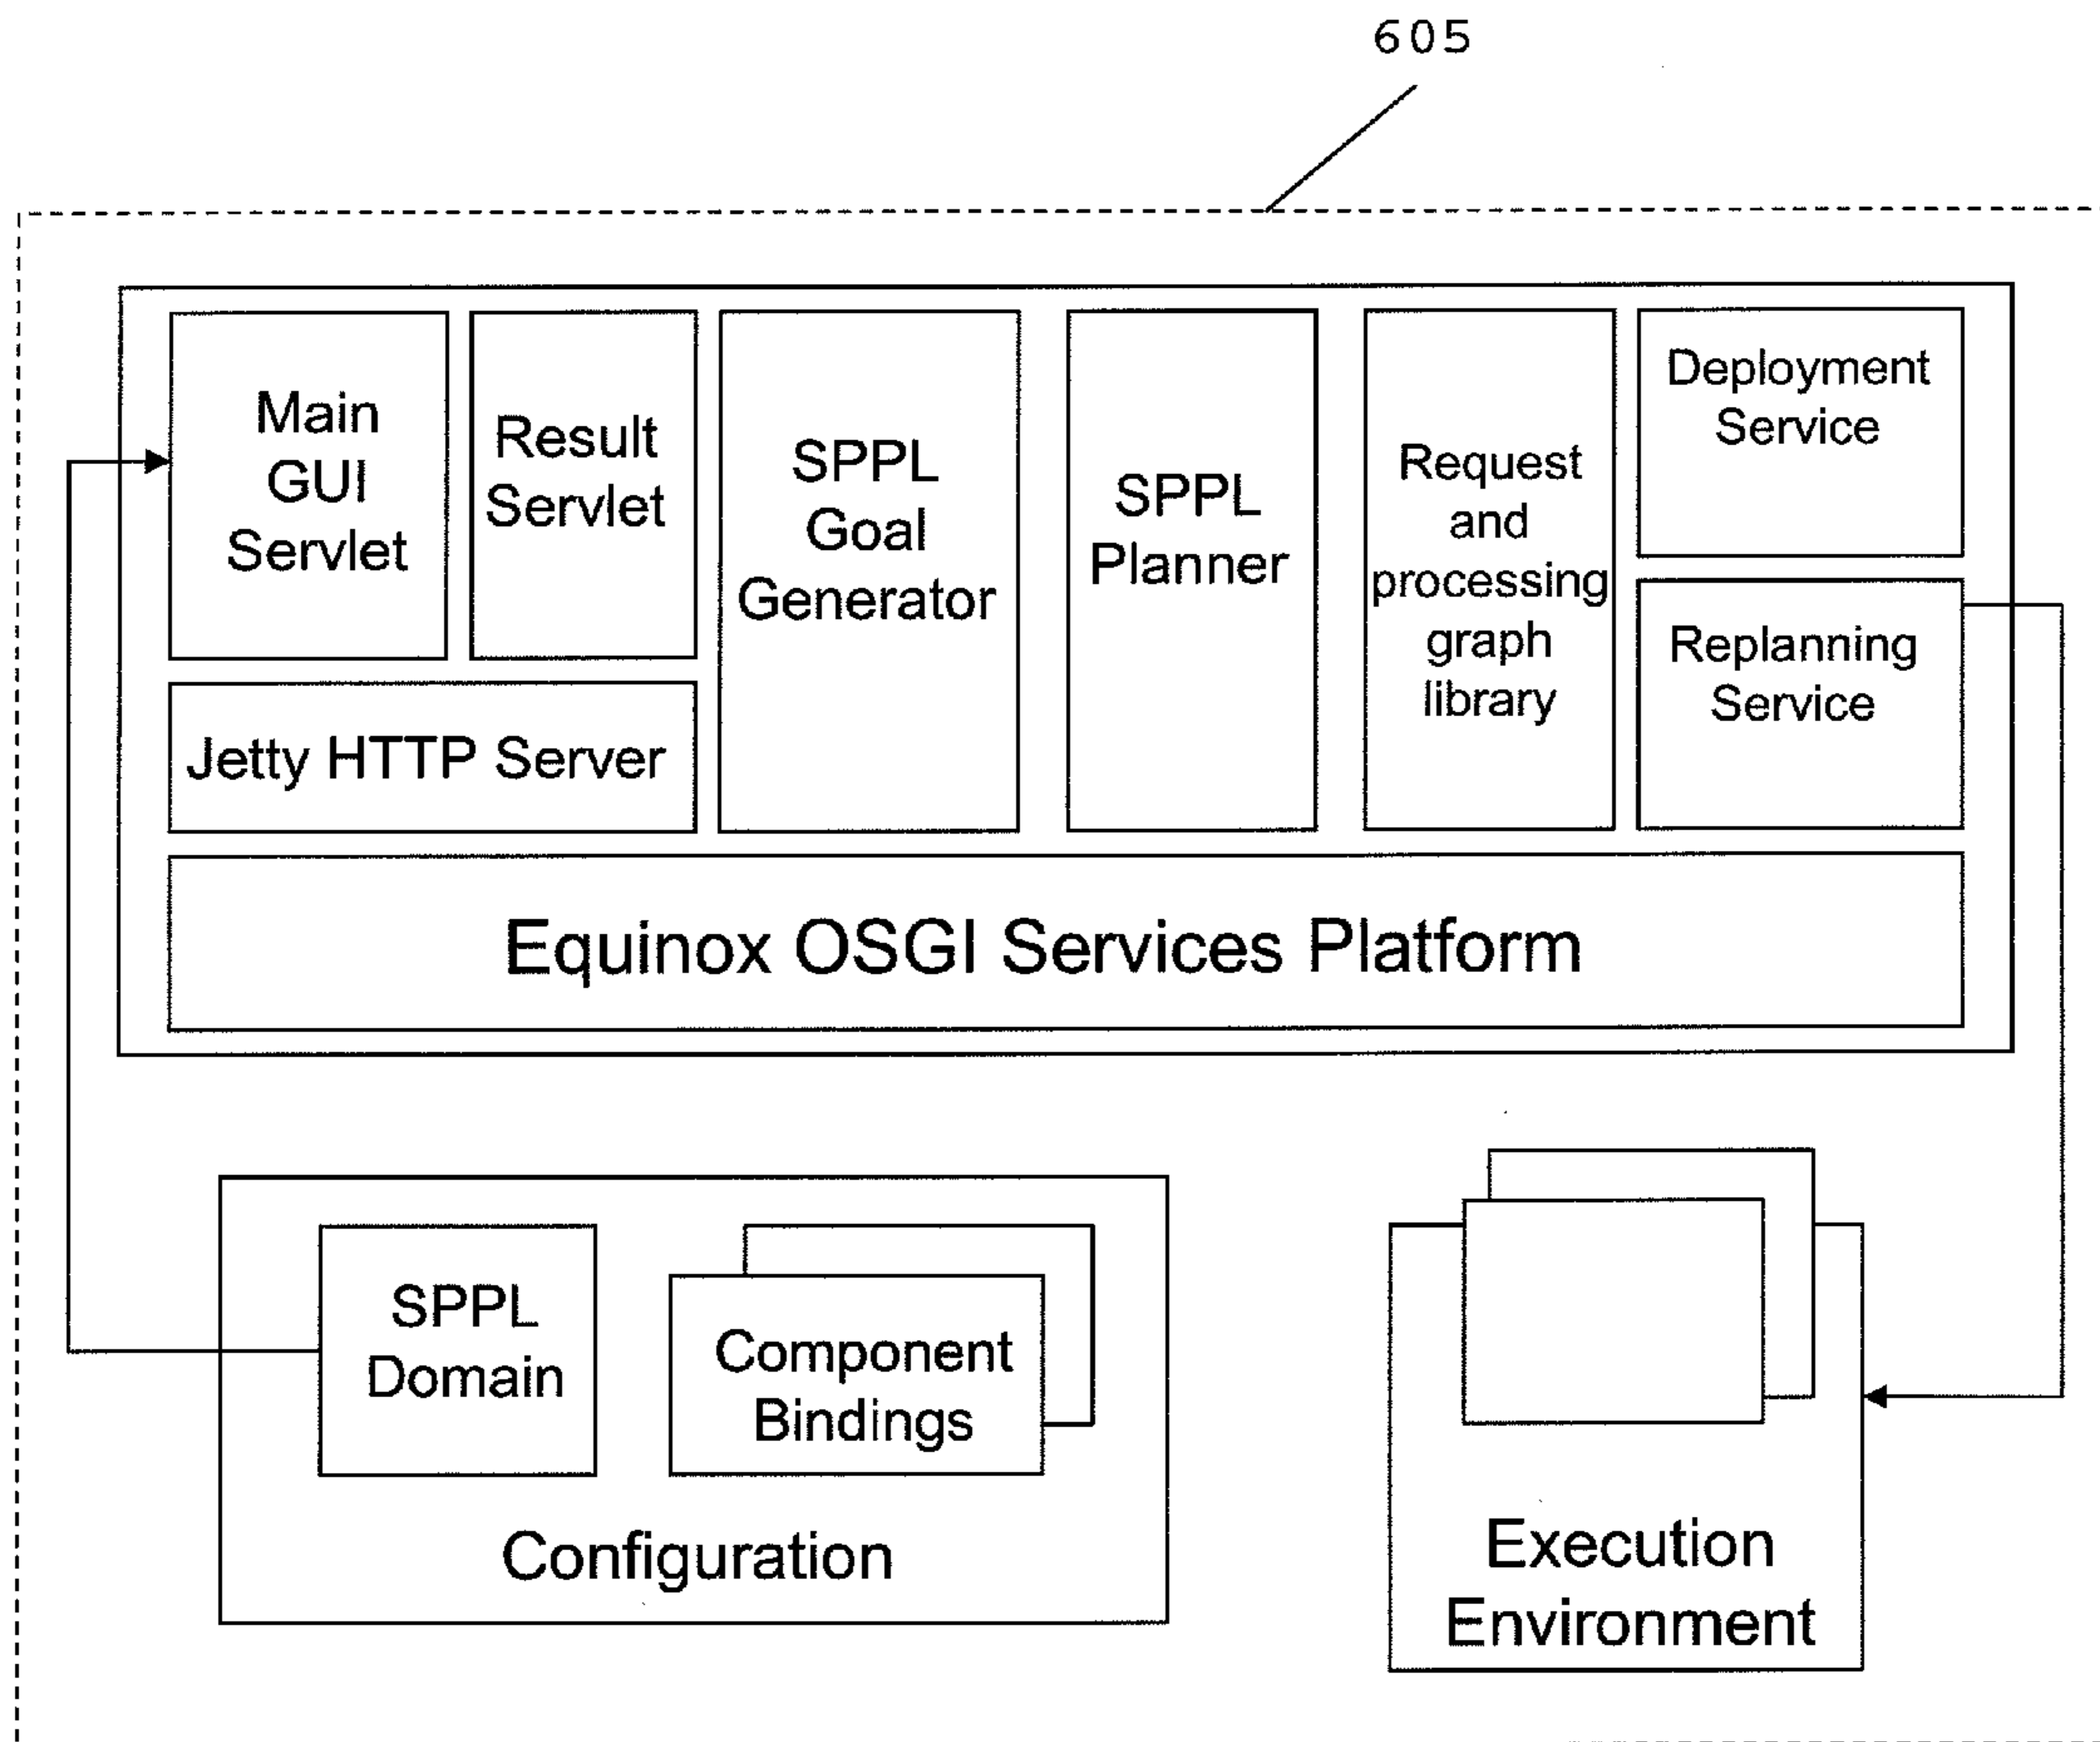 605
Main
GUI
Servlet
Result
Servlet
SPPL
Goal
Generator
SPPL
Planner
Request
and
processing
graph
library
Deployment
Service
Replanning
Service
Jetty HTTP Server
Equinox OSGI Services Platform
SPPL
Domain
Component
Bindings
Configuration
Execution
Environment